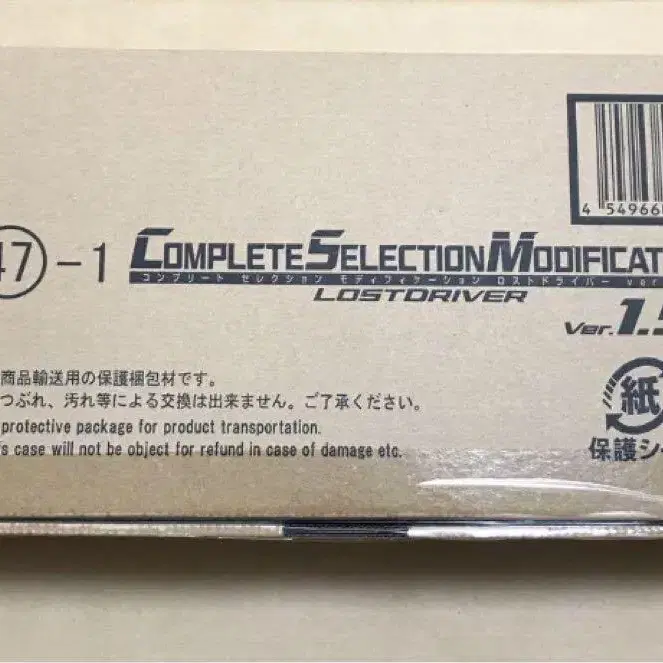 4 54966
47-1 COMPLETE SELECTION MODIFICAT
コンプリート セレクション モディフィケーション ロストドライバー ver
LOSTDRIVER
Ver.1.5
商品輸送用の保護梱包材です。
つぶれ、汚れ等による交換は出来ません。ご了承ください。
protective package for product transportation.
s case will not be object for refund in case of damage etc.
紙
保護シ